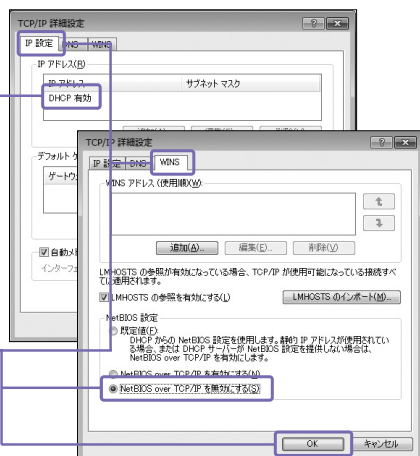 TCP/IP 詳細設定
IP 設定 DNS WINS
IP アドレス(R)
IP アドレス サブネット マスク
DHCP 有効
デフォルト
自動メ
インターフェ
TCP/IP 詳細設定
IP 設定 DNS WINS
WINS アドレス (使用順)(W):
追加(A)... 編集(E)... 削除(V)
LMHOSTS の参照が有効になっている場合、TCP/IP が使用可能になっている接続すべ
てに適用されます。
LMHOSTS の参照を有効にする(L) LMHOSTS のインポート(M)...
NetBIOS 設定
既定値(F):
DHCP からの NetBIOS 設定を使用します。静的 IP アドレスが使用されてい
る場合、または DHCP サーバーが NetBIOS 設定を提供しない場合は、
NetBIOS over TCP/IP を有効にします。
NetBIOS over TCP/IP を有効にする(N)
NetBIOS over TCP/IP を無効にする(S)
OK キャンセル